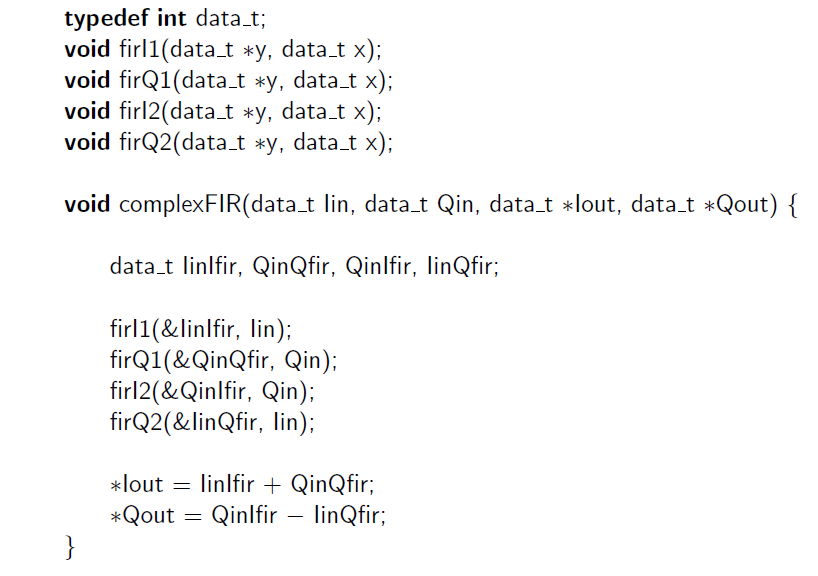 typedef int data_t;
void firI1(data_t *y, data_t x);
void firQ1(data_t *y, data_t x);
void firI2(data_t *y, data_t x);
void firQ2(data_t *y, data_t x);
void complexFIR(data_t Iin, data_t Qin, data_t *Iout, data_t *Qout) {
data_t IinIfir, QinQfir, QinIfir, IinQfir;
firI1(&IinIfir, Iin);
firQ1(&QinQfir, Qin);
firI2(&QinIfir, Qin);
firQ2(&IinQfir, Iin);
*Iout = IinIfir + QinQfir;
*Qout = QinIfir − IinQfir;
}